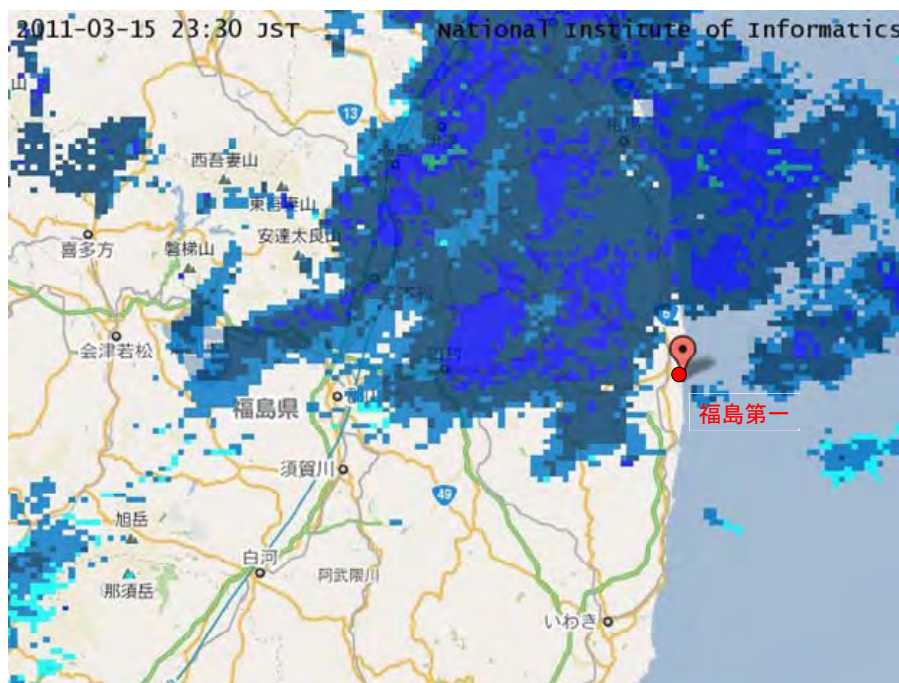 2011-03-15 23:30 JST
National Institute of Informatics
山
13
西吾妻山
東吾妻山
安達太良山
喜多方
磐梯山
6
会津若松
福島県
福島第一
須賀川
49
旭岳
白河
阿武隈川
那須岳
いわき